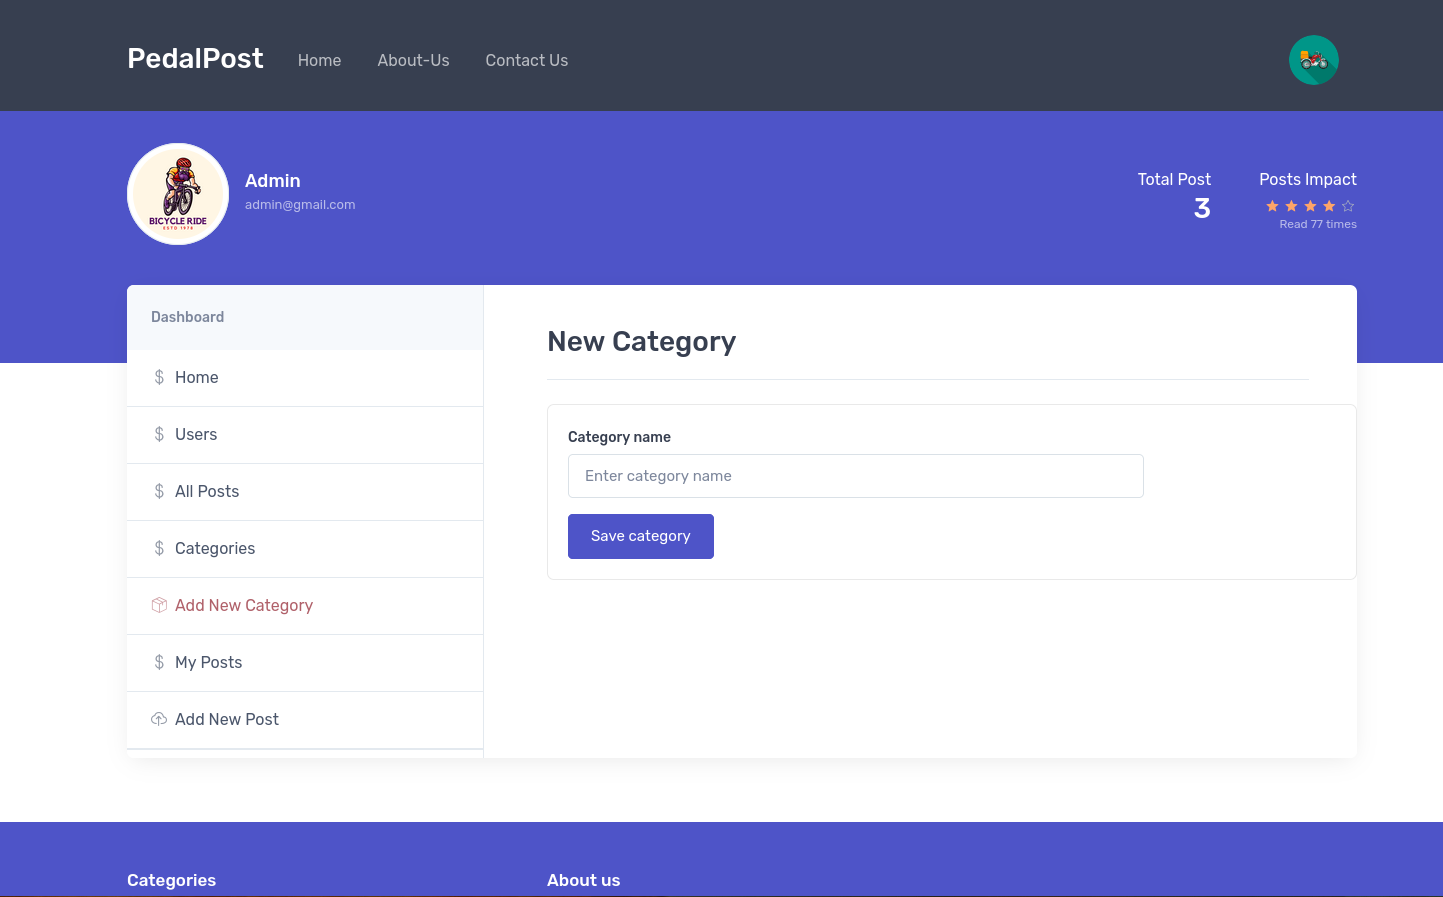 PedalPost Home About-Us Contact Us
BICYCLE RIDE
ESTD 1978
Admin
admin@gmail.com
Total Post
3
Posts Impact
Read 77 times
Dashboard
Home
Users
All Posts
Categories
Add New Category
My Posts
Add New Post
New Category
Category name
Enter category name
Save category
Categories
About us